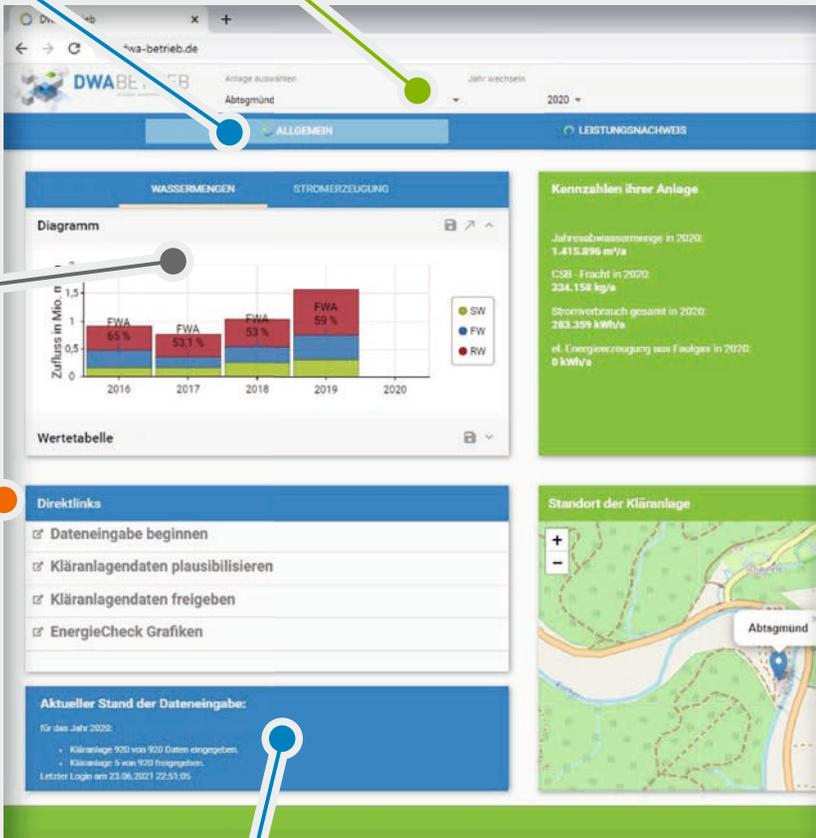 dwa-betrieb.de
DWA
Anlage auswählen
Abtsgmünd
Jahr wechseln
2020
ALLGEMEIN
LEISTUNGSNACHWEIS
WASSERMENGEN
STROMERZEUGUNG
Diagramm
Zufluss in Mio.
1,5
1
0,5
0
FWA
65 %
FWA
53,1 %
FWA
53 %
FWA
59 %
2016
2017
2018
2019
2020
SW
FW
RW
Wertetabelle
Kennzahlen ihrer Anlage
Jahresabwassermenge in 2020:
1.415.896 m³/a
CSB - Fracht in 2020:
334.158 kg/a
Stromverbrauch gesamt in 2020:
283.359 kWh/a
el. Energieerzeugung aus Faulgas in 2020:
0 kWh/a
Direktlinks
Dateneingabe beginnen
Kläranlagendaten plausibilisieren
Kläranlagendaten freigeben
EnergieCheck Grafiken
Standort der Kläranlage
+
−
Abtsgmünd
Aktueller Stand der Dateneingabe:
für das Jahr 2020:
Kläranlage 920 von 920 Daten eingegeben.
Kläranlage 5 von 920 freigegeben.
Letzter Login am 23.06.2021 22:51:05